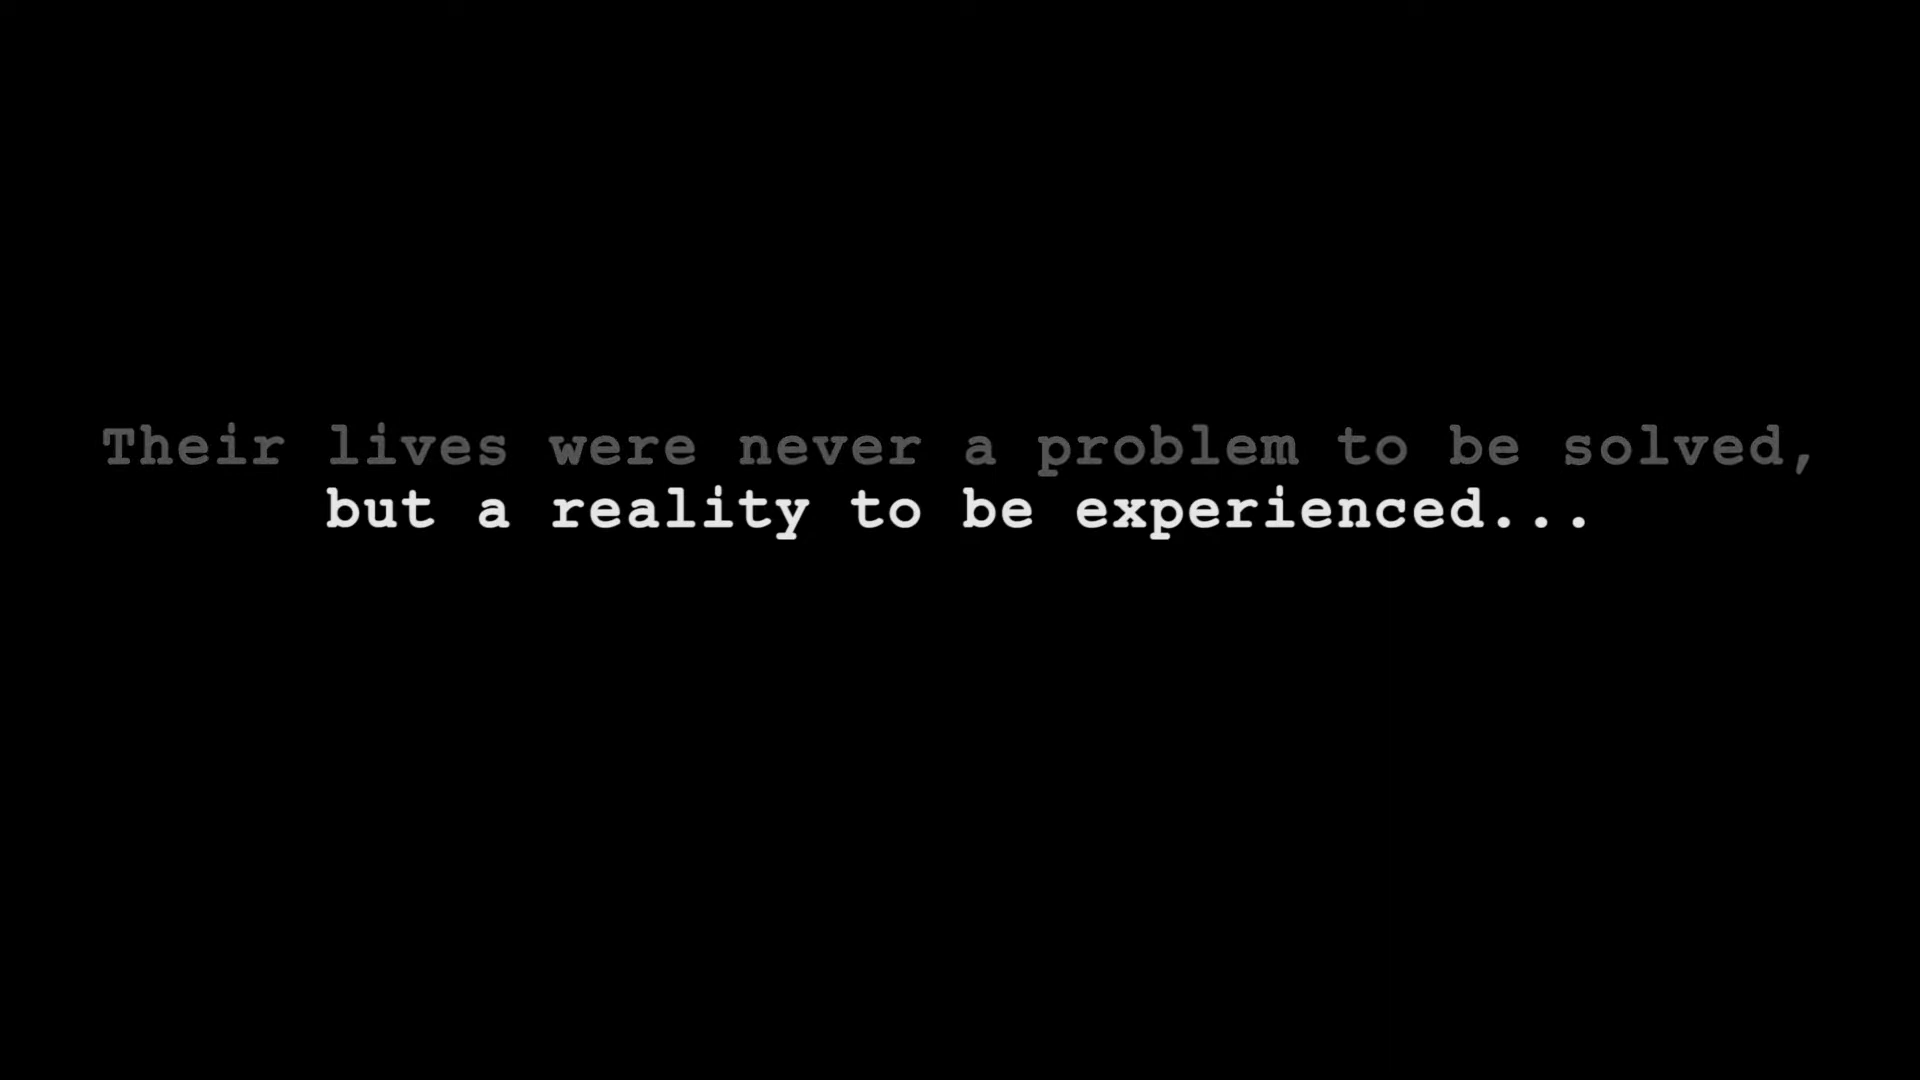 Their lives were never a problem to be solved,
but a reality to be experienced...